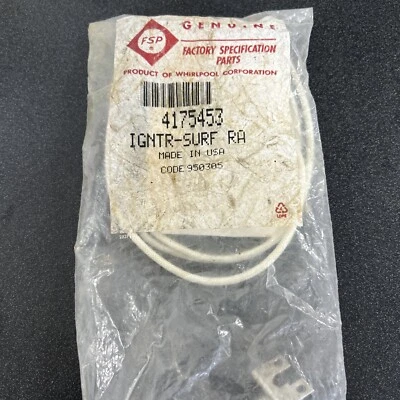 GENUINE
FSP
®
FACTORY SPECIFICATION
PARTS
PRODUCT OF WHIRLPOOL CORPORATION
4175453
IGNTR-SURF RA
MADE IN USA
CODE 950305